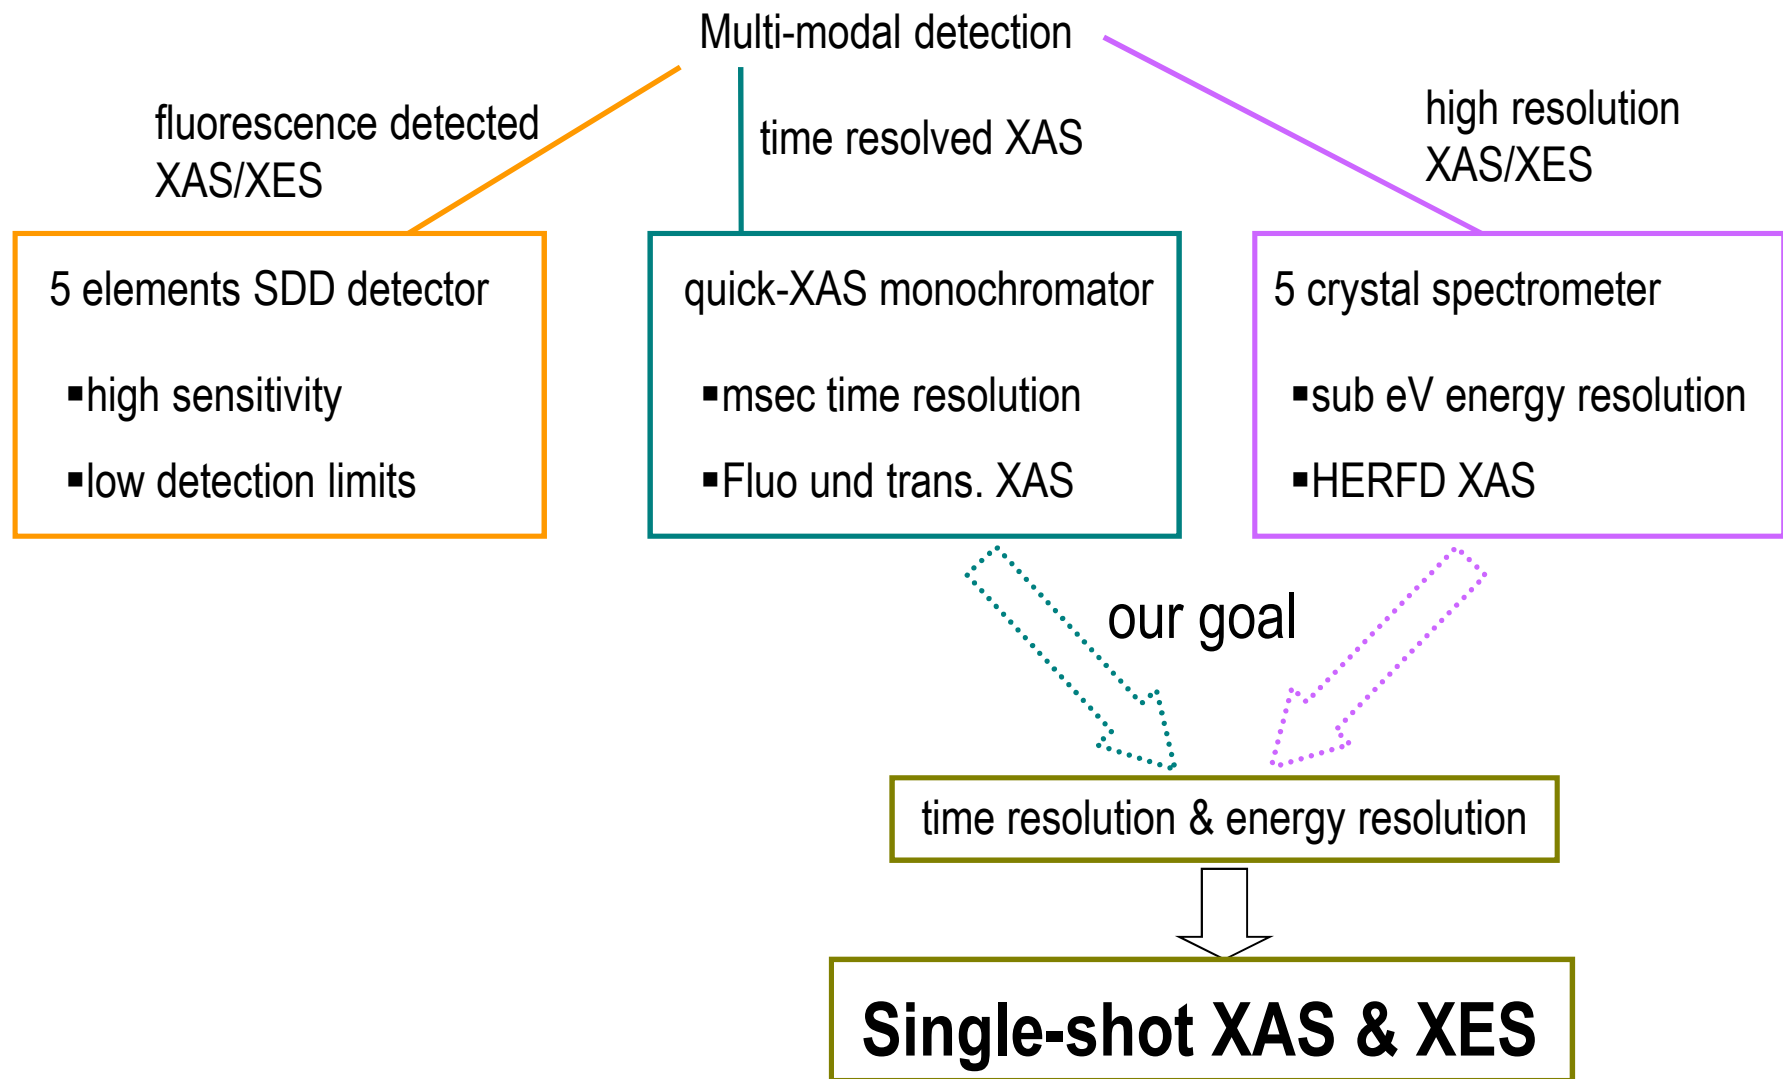 Multi-modal detection
fluorescence detected
XAS/XES
time resolved XAS
high resolution
XAS/XES
5 elements SDD detector
▪high sensitivity
▪low detection limits
quick-XAS monochromator
▪msec time resolution
▪Fluo und trans. XAS
5 crystal spectrometer
▪sub eV energy resolution
▪HERFD XAS
our goal
time resolution & energy resolution
Single-shot XAS & XES